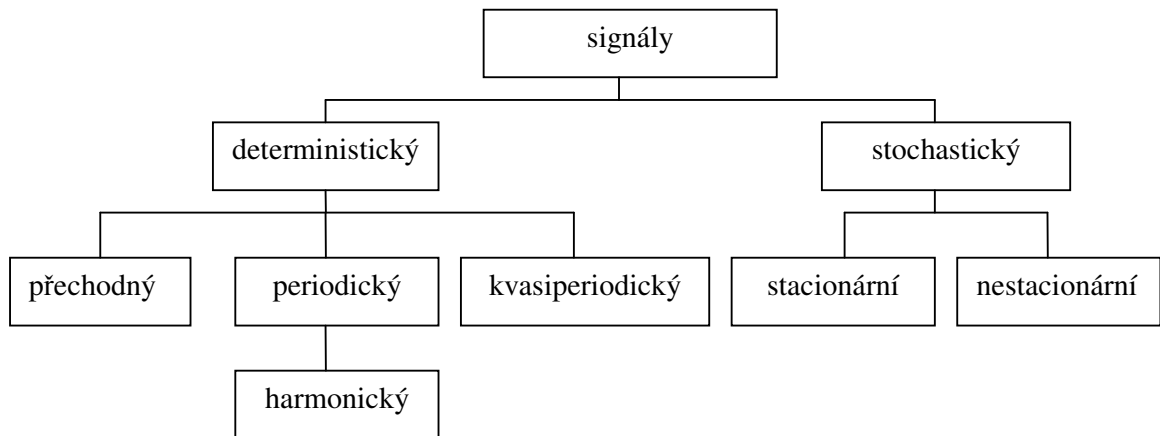 signály
deterministický
stochastický
přechodný
periodický
kvasiperiodický
stacionární
nestacionární
harmonický